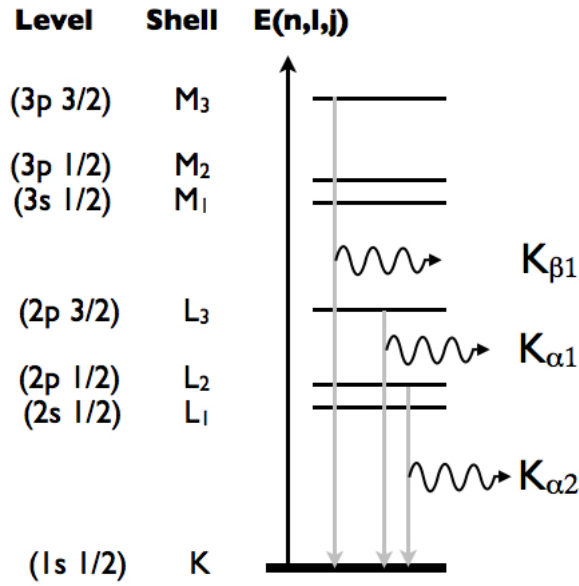 Level Shell E(n,l,j)
(3p 3/2) M₃
(3p 1/2) M₂
(3s 1/2) M₁
Kβ1
(2p 3/2) L₃
Kα1
(2p 1/2) L₂
(2s 1/2) L₁
Kα2
(1s 1/2) K